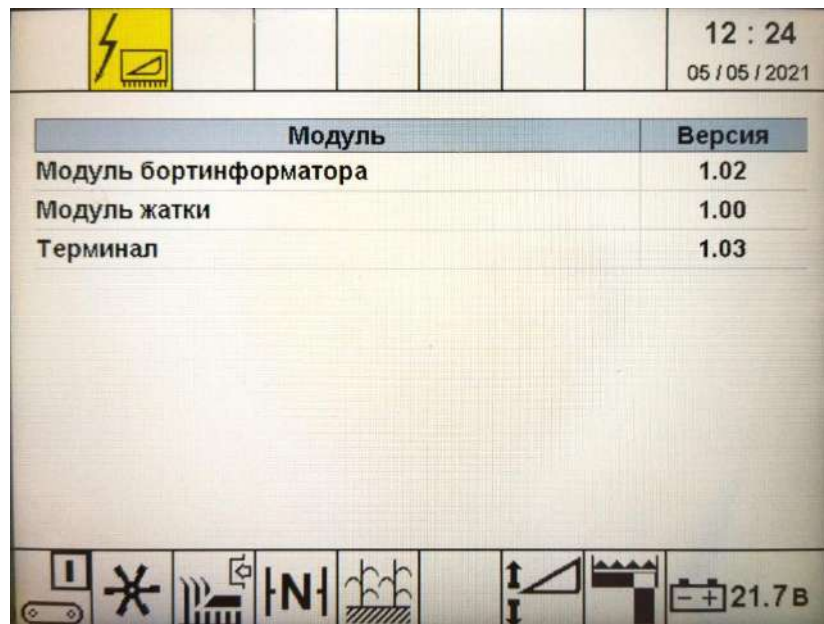 12 : 24
05 / 05 / 2021
Модуль Версия
Модуль бортинформатора 1.02
Модуль жатки 1.00
Терминал 1.03
I N 21.7 В